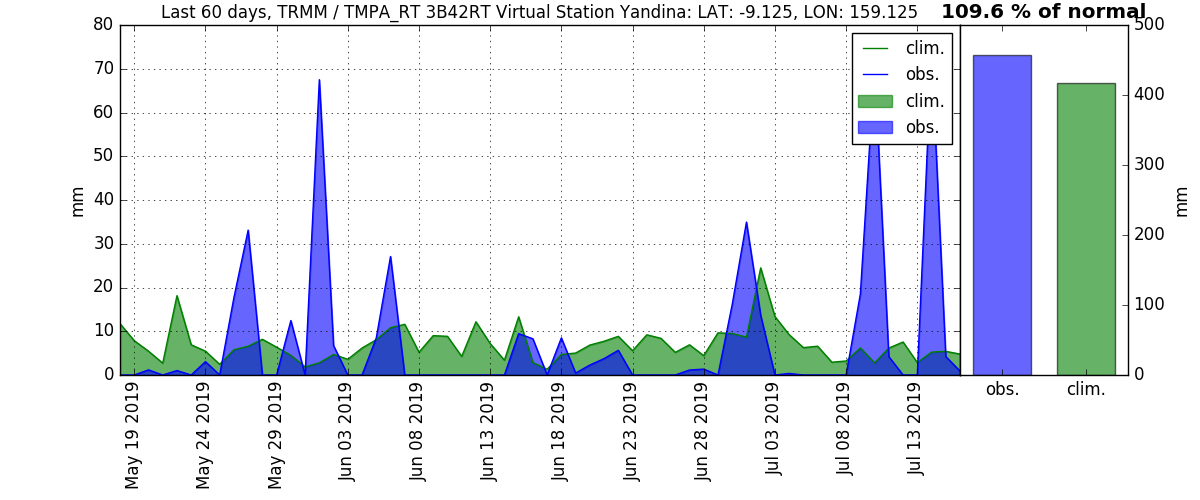 Last 60 days, TRMM / TMPA_RT 3B42RT Virtual Station Yandina: LAT: -9.125, LON: 159.125
109.6 % of normal
80
70
60
50
40
30
20
10
0
mm
clim.
obs.
clim.
obs.
500
400
300
200
100
0
mm
May 19 2019
May 24 2019
May 29 2019
Jun 03 2019
Jun 08 2019
Jun 13 2019
Jun 18 2019
Jun 23 2019
Jun 28 2019
Jul 03 2019
Jul 08 2019
Jul 13 2019
obs.
clim.